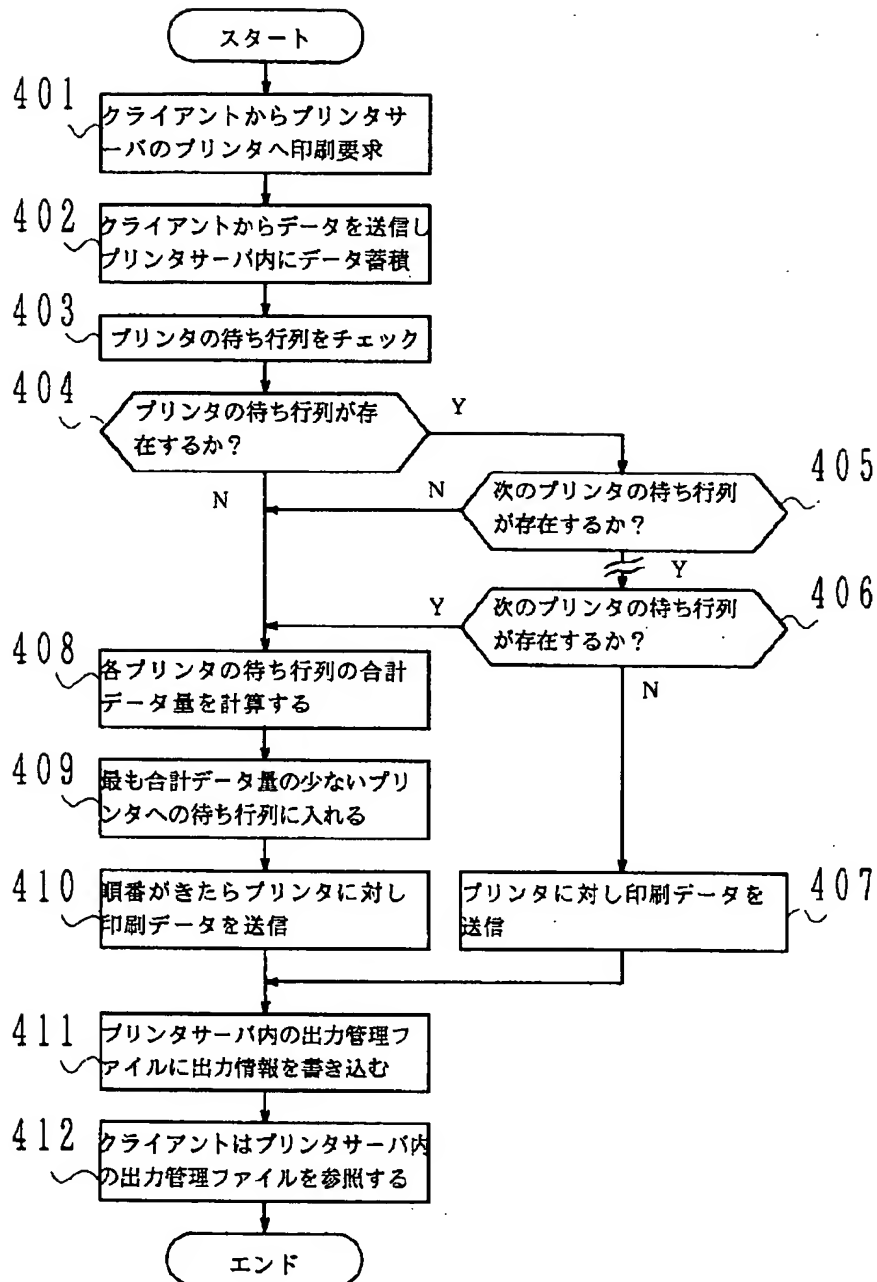 スタート
401
クライアントからプリンタサ
ーバのプリンタへ印刷要求
402
クライアントからデータを送信し
プリンタサーバ内にデータ蓄積
403
プリンタの待ち行列をチェック
404
プリンタの待ち行列が存
在するか?
Y
N
405
次のプリンタの待ち行列
が存在するか?
N
Y
406
次のプリンタの待ち行列
が存在するか?
Y
N
408
各プリンタの待ち行列の合計
データ量を計算する
409
最も合計データ量の少ないプリ
ンタへの待ち行列に入れる
410
順番がきたらプリンタに対し
印刷データを送信
407
プリンタに対し印刷データを
送信
411
プリンタサーバ内の出力管理フ
ァイルに出力情報を書き込む
412
クライアントはプリンタサーバ内
の出力管理ファイルを参照する
エンド